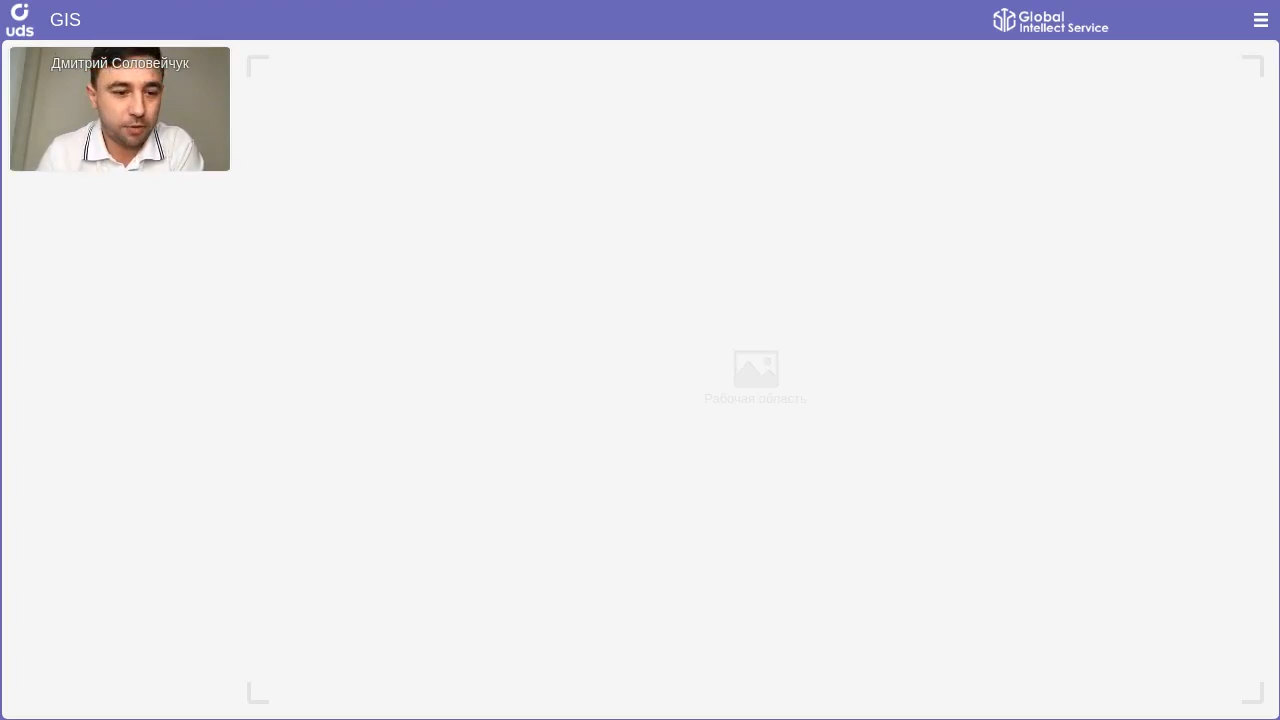 uds
GIS
Global
Intellect Service
Дмитрий Соловейчук
Рабочая область